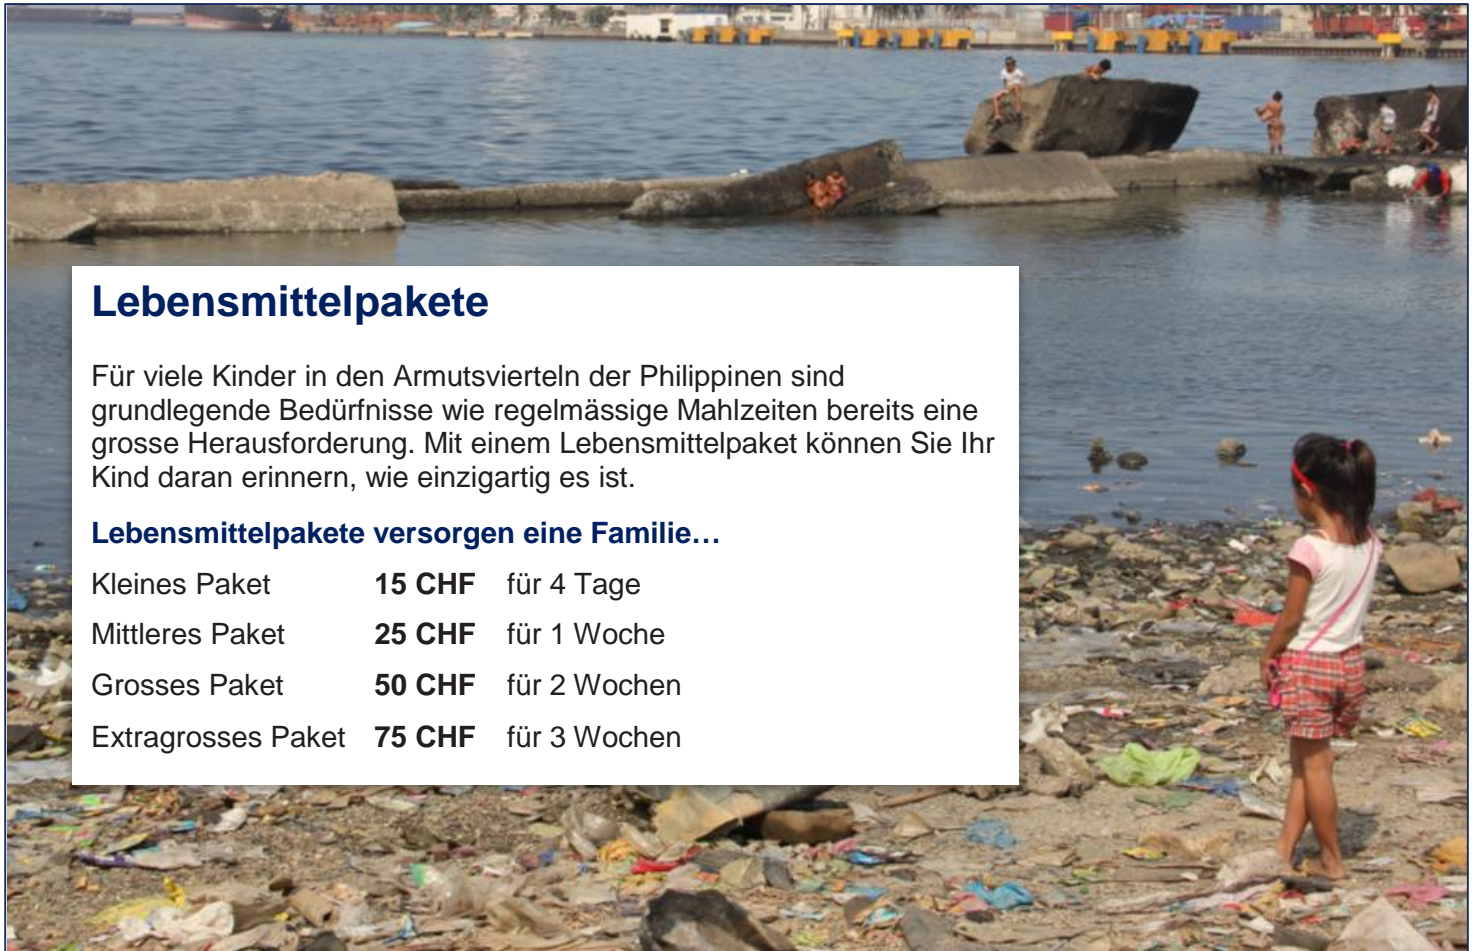 Lebensmittelpakete
Für viele Kinder in den Armutsvierteln der Philippinen sind
grundlegende Bedürfnisse wie regelmässige Mahlzeiten bereits eine
grosse Herausforderung. Mit einem Lebensmittelpaket können Sie Ihr
Kind daran erinnern, wie einzigartig es ist.
Lebensmittelpakete versorgen eine Familie…
Kleines Paket 15 CHF für 4 Tage
Mittleres Paket 25 CHF für 1 Woche
Grosses Paket 50 CHF für 2 Wochen
Extragrosses Paket 75 CHF für 3 Wochen